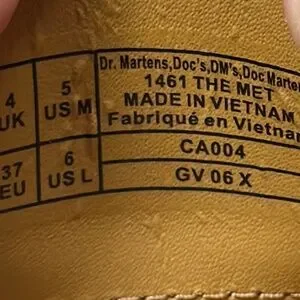 4
UK
5
US M
37
EU
6
US L
Dr. Martens,Doc's,DM's,Doc Marten
1461 THE MET
MADE IN VIETNAM
Fabriqué en Vietnam
CA004
GV 06 X